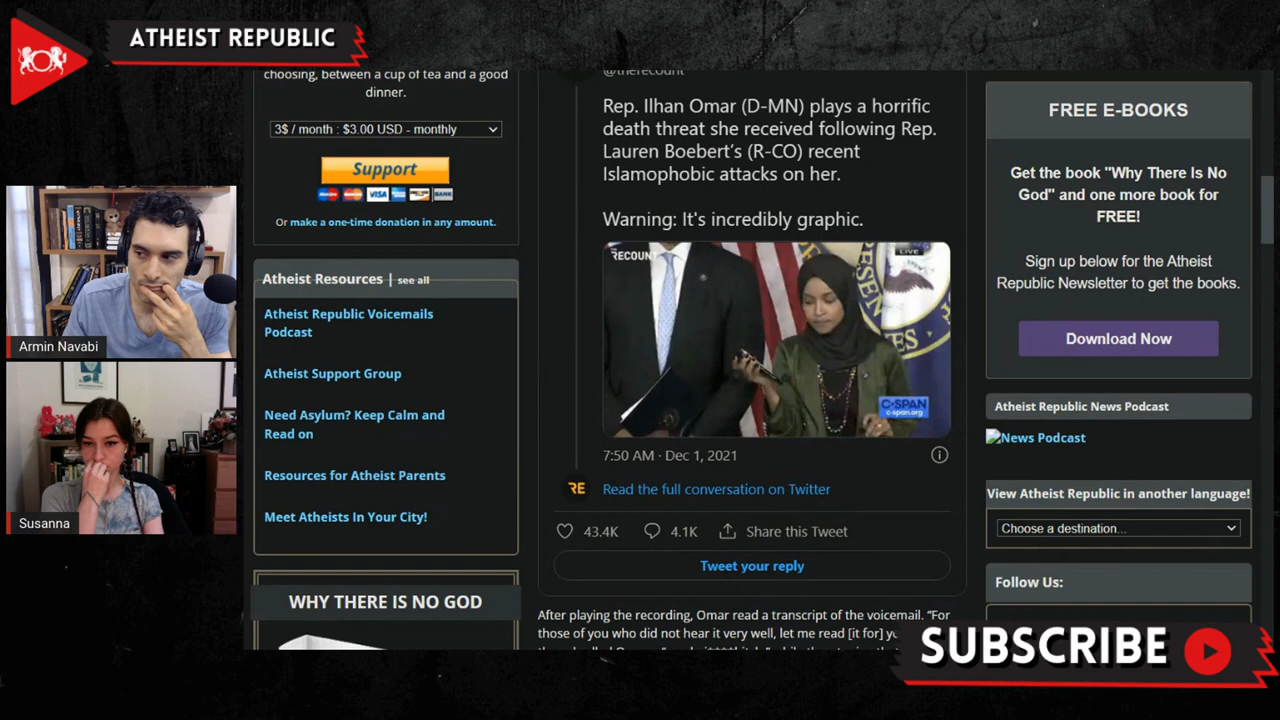 ATHEIST REPUBLIC
choosing, between a cup of tea and a good
dinner.
3$ / month : $3.00 USD - monthly
Support
VISA
BANK
Or make a one-time donation in any amount.
Atheist Resources | see all
Atheist Republic Voicemails
Podcast
Atheist Support Group
Need Asylum? Keep Calm and
Read on
Resources for Atheist Parents
Meet Atheists In Your City!
WHY THERE IS NO GOD
Armin Navabi
Susanna
@therecount
Rep. Ilhan Omar (D-MN) plays a horrific
death threat she received following Rep.
Lauren Boebert's (R-CO) recent
Islamophobic attacks on her.
Warning: It's incredibly graphic.
RECOUNT
LIVE
C-SPAN
c-span.org
7:50 AM · Dec 1, 2021
RE
Read the full conversation on Twitter
43.4K
4.1K
Share this Tweet
Tweet your reply
After playing the recording, Omar read a transcript of the voicemail. "For
those of you who did not hear it very well, let me read [it for]
FREE E-BOOKS
Get the book "Why There Is No
God" and one more book for
FREE!
Sign up below for the Atheist
Republic Newsletter to get the books.
Download Now
Atheist Republic News Podcast
News Podcast
View Atheist Republic in another language!
Choose a destination...
Follow Us:
SUBSCRIBE